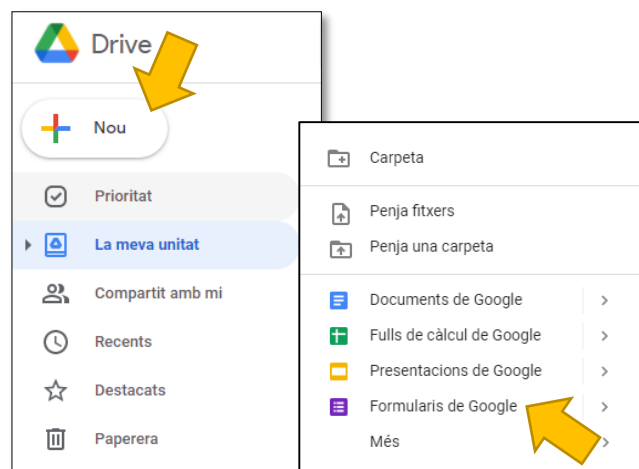 Drive
Nou
Prioritat
La meva unitat
Compartit amb mi
Recents
Destacats
Paperera
Carpeta
Penja fitxers
Penja una carpeta
Documents de Google
Fulls de càlcul de Google
Presentacions de Google
Formularis de Google
Més